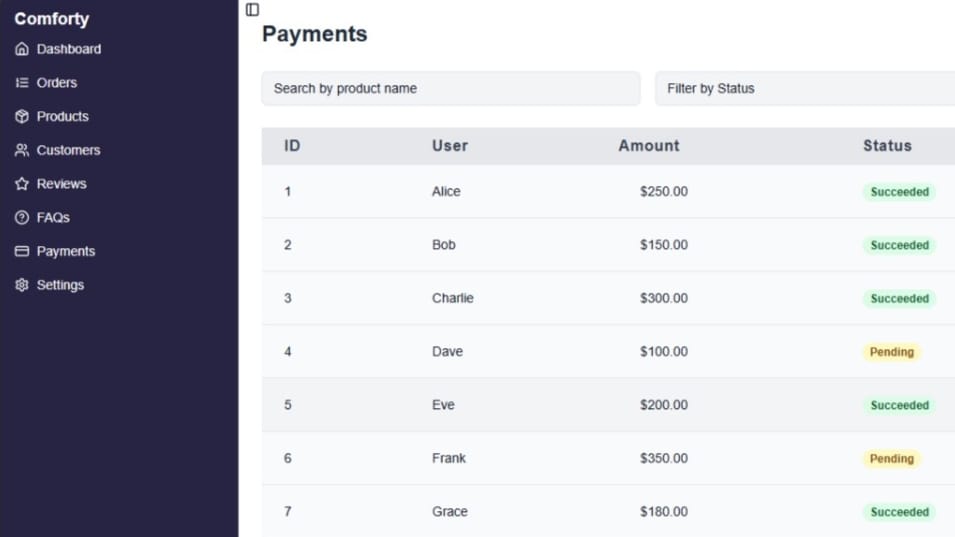 Comforty
Dashboard
Orders
Products
Customers
Reviews
FAQs
Payments
Settings
Payments
Search by product name
Filter by Status
ID User Amount Status
1 Alice $250.00 Succeeded
2 Bob $150.00 Succeeded
3 Charlie $300.00 Succeeded
4 Dave $100.00 Pending
5 Eve $200.00 Succeeded
6 Frank $350.00 Pending
7 Grace $180.00 Succeeded